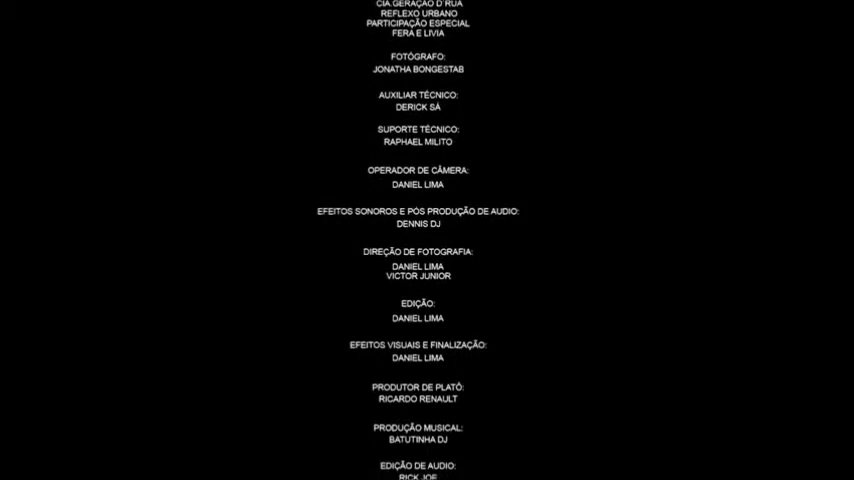 CIA.GERAÇÃO D'RUA
REFLEXO URBANO
PARTICIPAÇÃO ESPECIAL
FERA E LIVIA
FOTÓGRAFO:
JONATHA BONGESTAB
AUXILIAR TÉCNICO:
DERICK SÁ
SUPORTE TÉCNICO:
RAPHAEL MILITO
OPERADOR DE CÂMERA:
DANIEL LIMA
EFEITOS SONOROS E PÓS PRODUÇÃO DE AUDIO:
DENNIS DJ
DIREÇÃO DE FOTOGRAFIA:
DANIEL LIMA
VICTOR JUNIOR
EDIÇÃO:
DANIEL LIMA
EFEITOS VISUAIS E FINALIZAÇÃO:
DANIEL LIMA
PRODUTOR DE PLATÔ:
RICARDO RENAULT
PRODUÇÃO MUSICAL:
BATUTINHA DJ
EDIÇÃO DE AUDIO:
RICK JOE